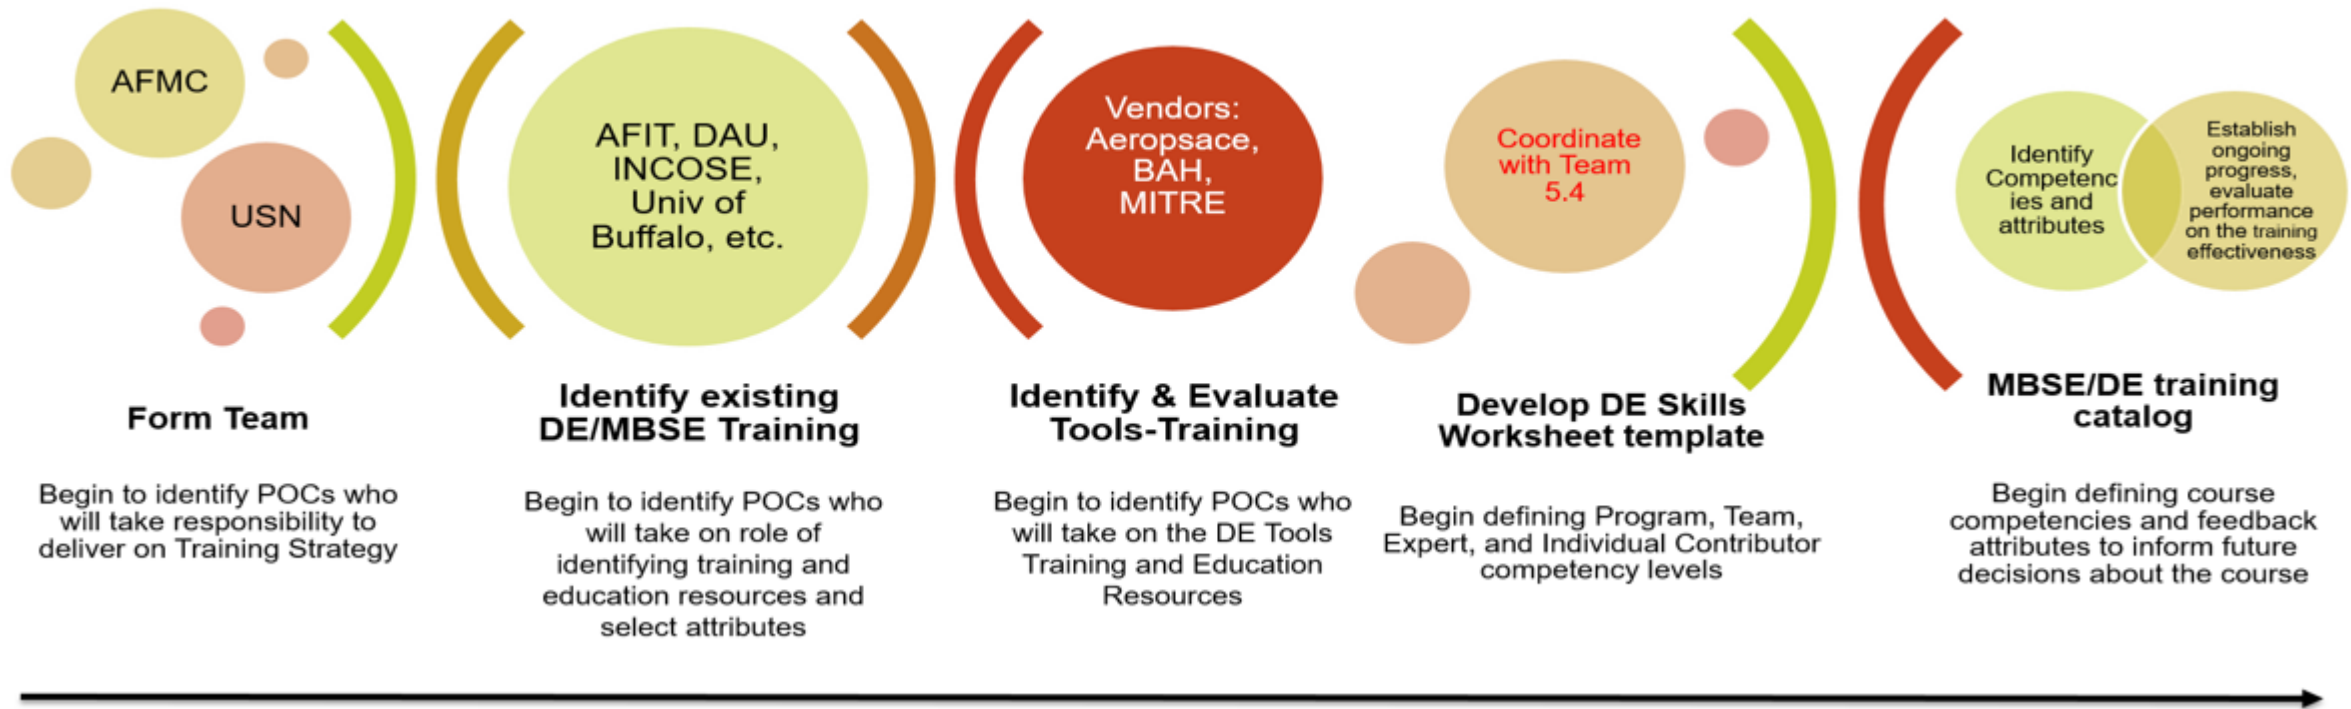 AFMC
USN
Form Team
Begin to identify POCs who
will take responsibility to
deliver on Training Strategy
AFIT, DAU,
INCOSE,
Univ of
Buffalo, etc.
Identify existing
DE/MBSE Training
Begin to identify POCs who
will take on role of
identifying training and
education resources and
select attributes
Vendors:
Aeropsace,
BAH,
MITRE
Identify & Evaluate
Tools-Training
Begin to identify POCs who
will take on the DE Tools
Training and Education
Resources
Coordinate
with Team
5.4
Develop DE Skills
Worksheet template
Begin defining Program, Team,
Expert, and Individual Contributor
competency levels
Identify
Competenc
ies and
attributes
Establish
ongoing
progress,
evaluate
performance
on the training
effectiveness
MBSE/DE training
catalog
Begin defining course
competencies and feedback
attributes to inform future
decisions about the course